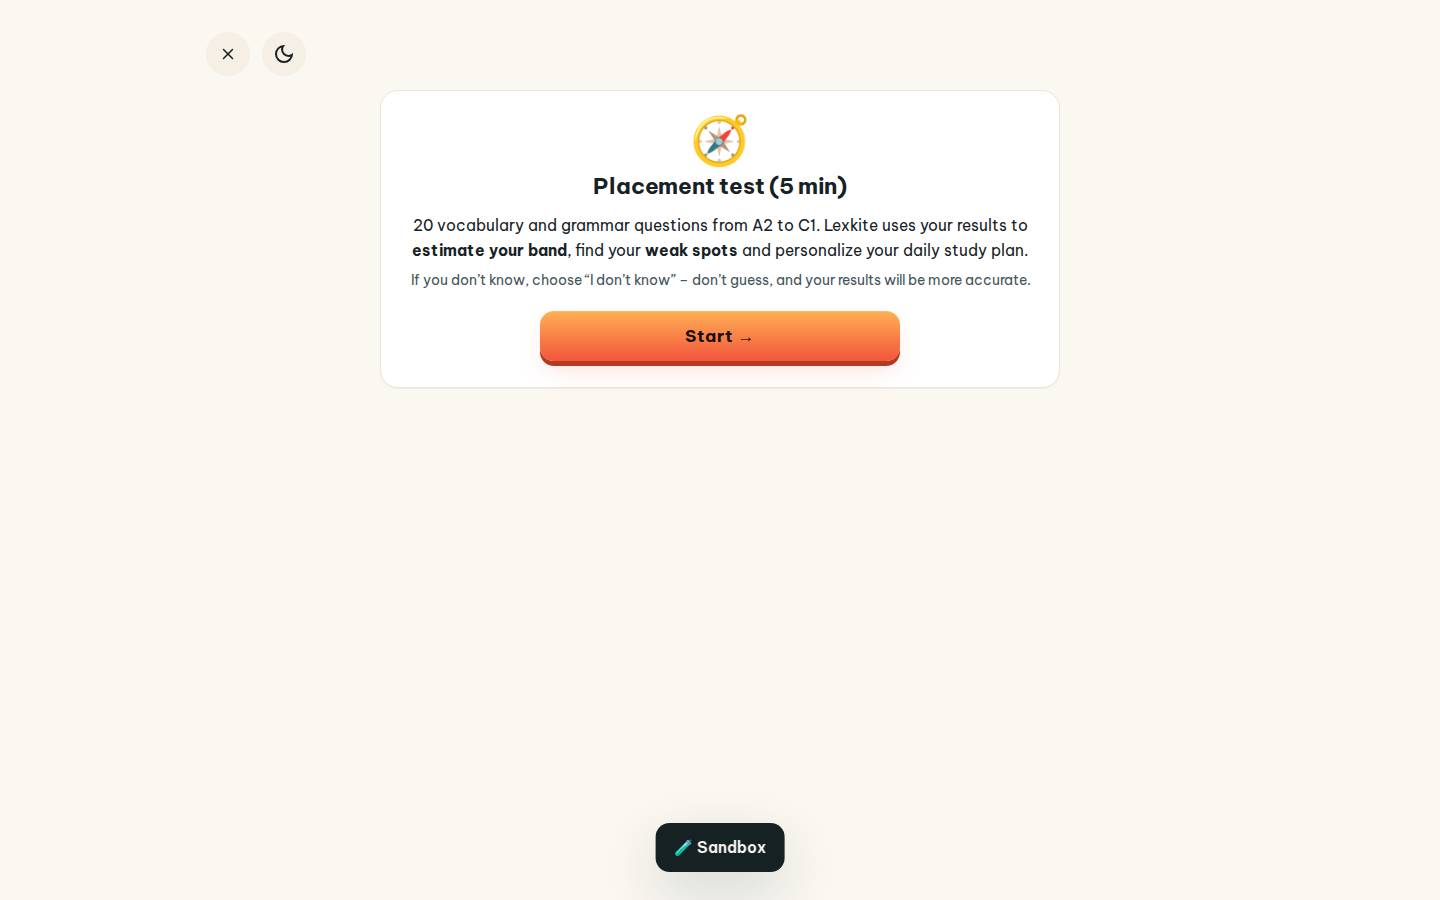 Placement test (5 min)
20 vocabulary and grammar questions from A2 to C1. Lexkite uses your results to
estimate your band, find your weak spots and personalize your daily study plan.
If you don’t know, choose “I don’t know” – don’t guess, and your results will be more accurate.
Start →
Sandbox